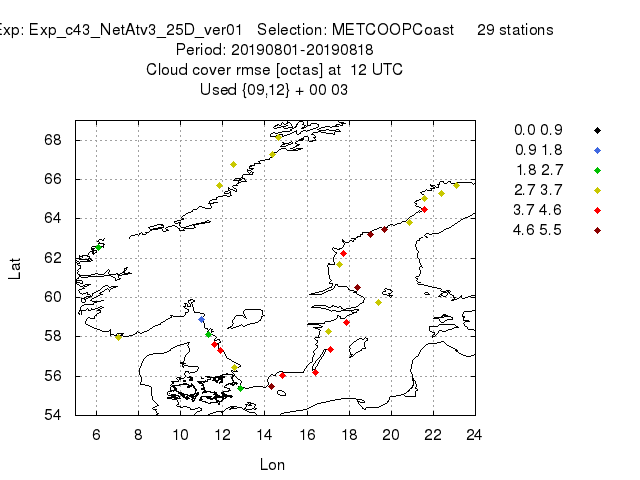 Exp: Exp_c43_NetAtv3_25D_ver01 Selection: METCOOPCoast 29 stations
Period: 20190801-20190818
Cloud cover rmse [octas] at 12 UTC
Used {09,12} + 00 03
0.0 0.9
0.9 1.8
1.8 2.7
2.7 3.7
3.7 4.6
4.6 5.5
68
66
64
62
60
58
56
54
Lat
6 8 10 12 14 16 18 20 22 24
Lon